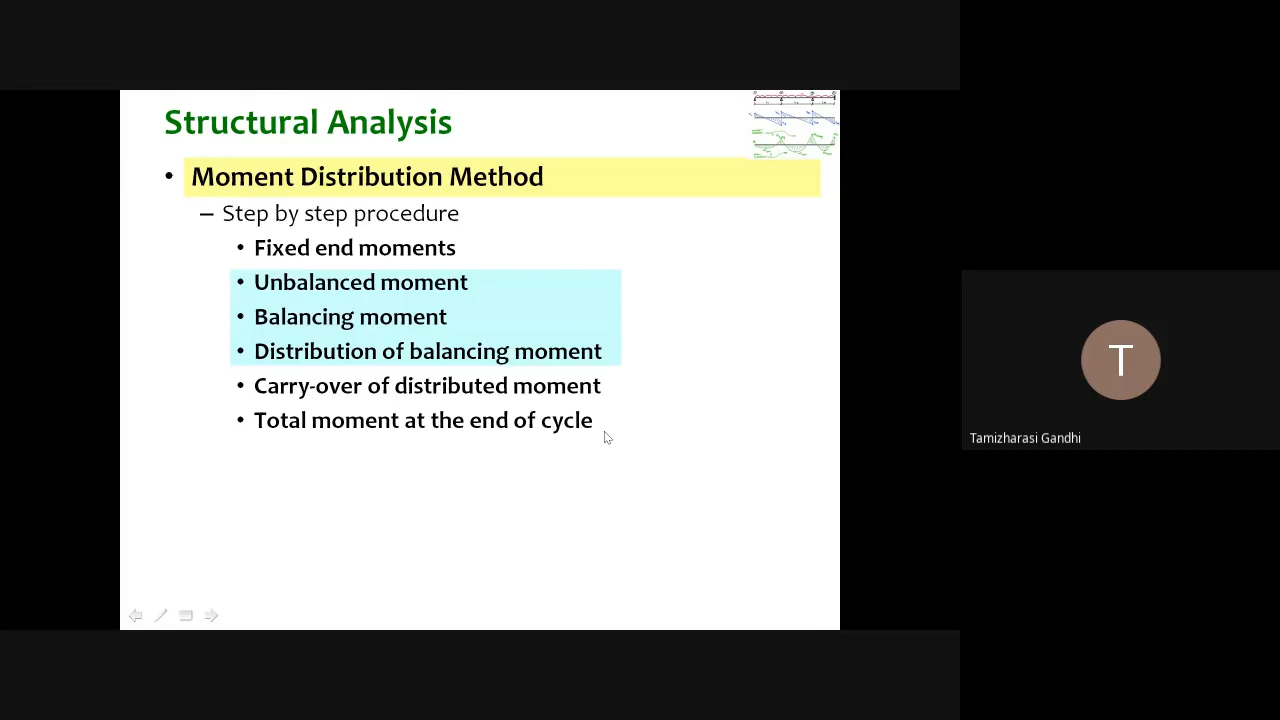 Structural Analysis
• Moment Distribution Method
– Step by step procedure
• Fixed end moments
• Unbalanced moment
• Balancing moment
• Distribution of balancing moment
• Carry-over of distributed moment
• Total moment at the end of cycle
T
Tamizharasi Gandhi